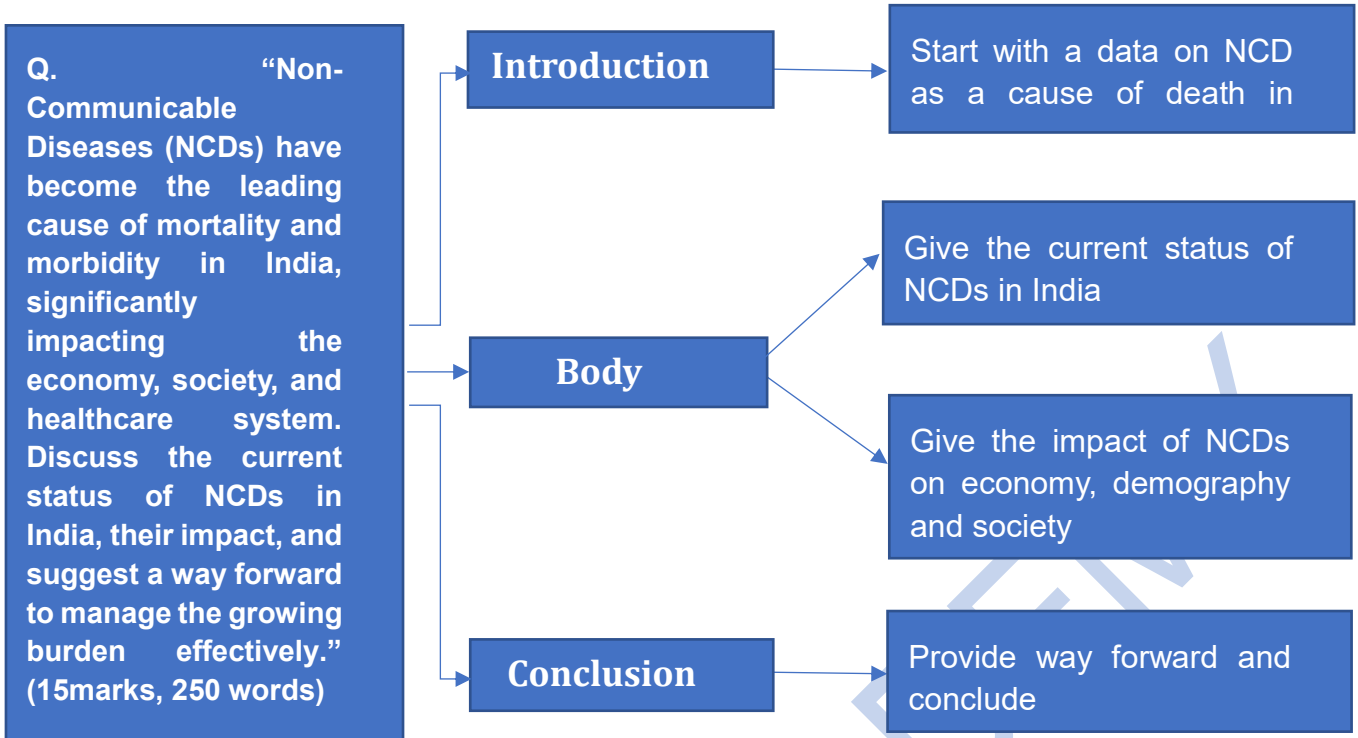 Q. “Non-
Communicable
Diseases (NCDs) have
become the leading
cause of mortality and
morbidity in India,
significantly
impacting the
economy, society, and
healthcare system.
Discuss the current
status of NCDs in
India, their impact, and
suggest a way forward
to manage the growing
burden effectively.”
(15marks, 250 words)
Introduction
Start with a data on NCD
as a cause of death in
Body
Give the current status of
NCDs in India
Give the impact of NCDs
on economy, demography
and society
Conclusion
Provide way forward and
conclude